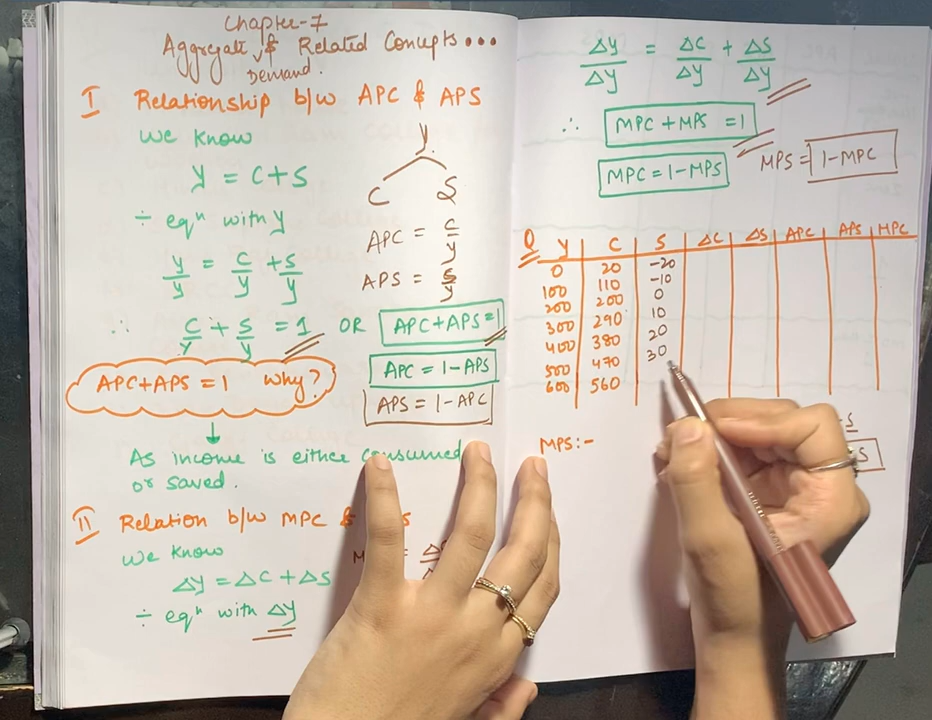 Chapter-7
Aggregate & Related Concepts...
Demand.
I Relationship b/w APC & APS
We know
Y = C+S
÷ eqⁿ with Y
Y/Y = C/Y + S/Y
∴ C/Y + S/Y = 1 OR APC+APS=1
Y
C S
APC = C/Y
APS = S/Y
APC = 1-APS
APS = 1-APC
APC+APS=1 Why?
As income is either consumed
or saved.
II Relation b/w MPC &
We know
ΔY = ΔC + ΔS
÷ eqⁿ with ΔY
ΔY/ΔY = ΔC/ΔY + ΔS/ΔY
∴ MPC+MPS =1
MPC=1-MPS
MPS= 1-MPC
Q Y C S ΔC ΔS APC APS MPC
0 20 -20
100 110 -10
200 200 0
300 290 10
400 380 20
500 470 30
600 560
MPS:-